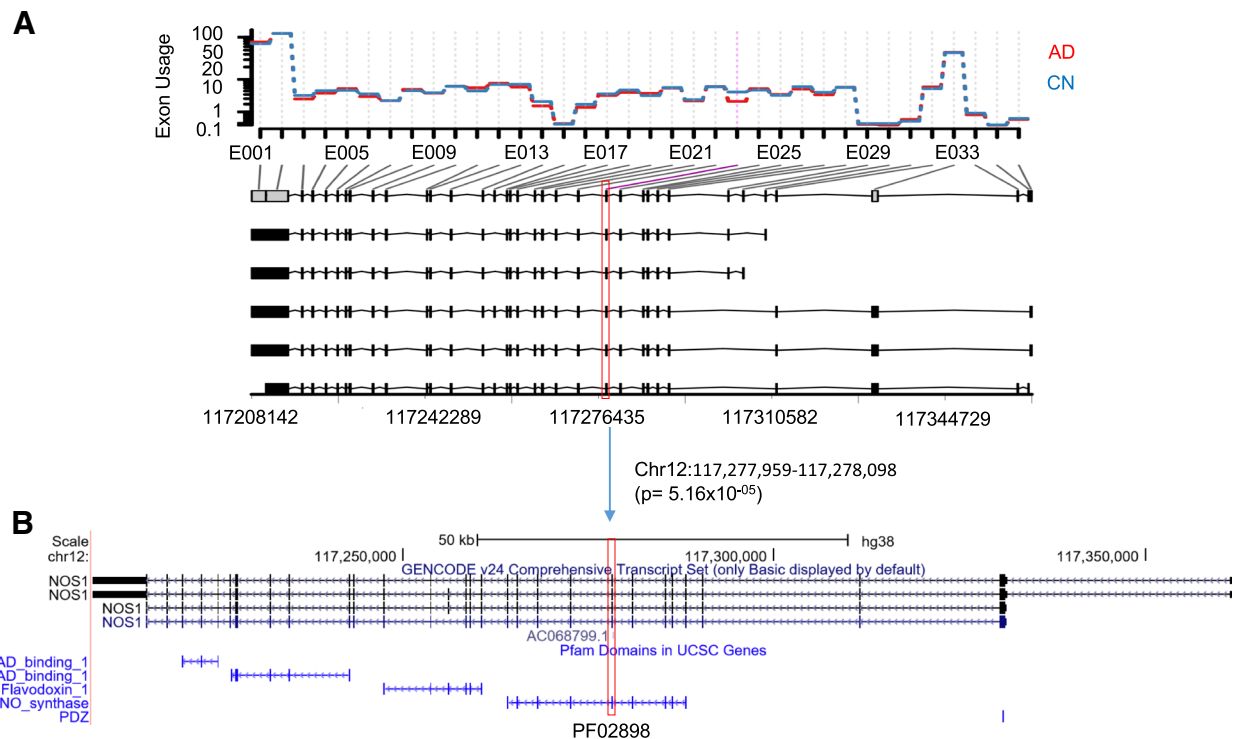 A
Exon Usage
100
50
20
10
1
0.1
AD
CN
E001 E005 E009 E013 E017 E021 E025 E029 E033
117208142 117242289 117276435 117310582 117344729
Chr12:117,277,959-117,278,098
(p= 5.16x10-05)
B
Scale 50 kb hg38
chr12: 117,250,000 117,300,000 117,350,000
GENCODE v24 Comprehensive Transcript Set (only Basic displayed by default)
NOS1
NOS1
NOS1
NOS1
AC068799.1
Pfam Domains in UCSC Genes
AD_binding_1
AD_binding_1
Flavodoxin_1
NO_synthase
PDZ
PF02898